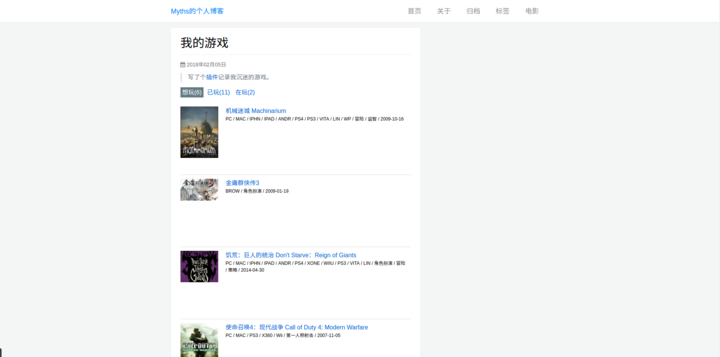 Myths的个人博客
首页 关于 归档 标签 电影
我的游戏
2018年02月05日
写了个插件记录我沉迷的游戏。
想玩(6) 已玩(11) 在玩(2)
机械迷城 Machinarium
PC / MAC / IPHN / IPAD / ANDR / PS4 / PS3 / VITA / LIN / WP / 冒险 / 益智 / 2009-10-16
金庸群侠传3
BROW / 角色扮演 / 2009-01-19
饥荒：巨人的统治 Don't Starve：Reign of Giants
PC / MAC / IPHN / IPAD / ANDR / PS4 / XONE / WIIU / PS3 / VITA / LIN / 角色扮演 / 冒险
/ 策略 / 2014-04-30
使命召唤4：现代战争 Call of Duty 4: Modern Warfare
PC / MAC / PS3 / X360 / Wii / 第一人称射击 / 2007-11-05